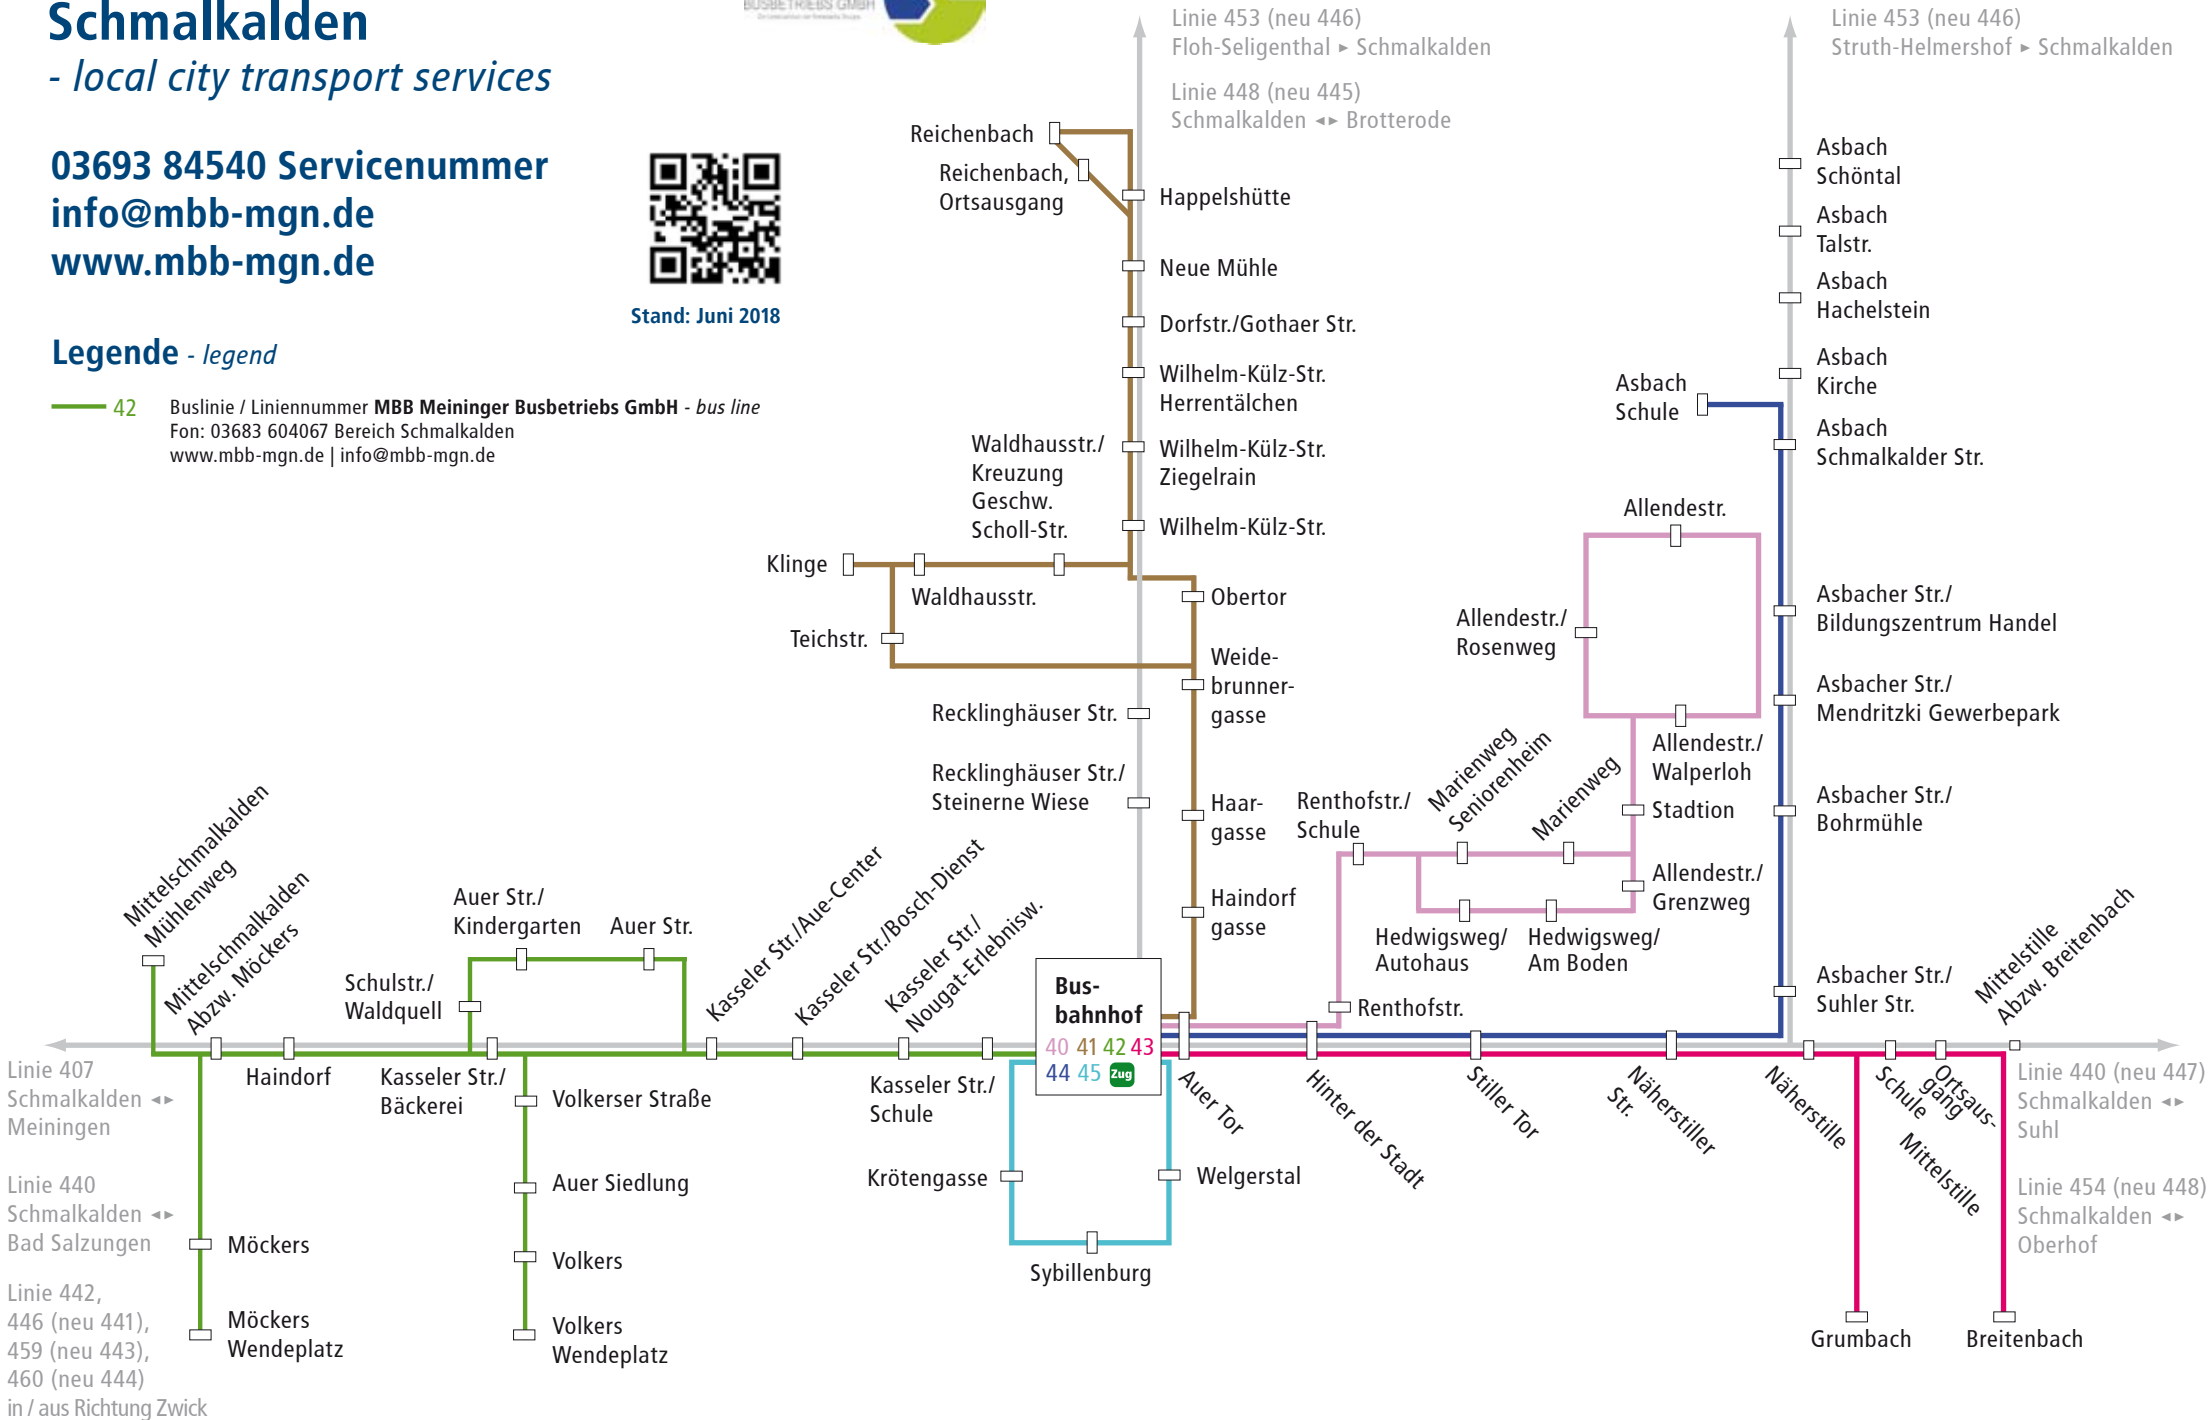 Schmalkalden
- local city transport services
BUSBETRIEBS GMBH
03693 84540 Servicenummer
info@mbb-mgn.de
www.mbb-mgn.de
Stand: Juni 2018
Legende - legend
42
Buslinie / Liniennummer MBB Meininger Busbetriebs GmbH - bus line
Fon: 03683 604067 Bereich Schmalkalden
www.mbb-mgn.de | info@mbb-mgn.de
Linie 453 (neu 446)
Floh-Seligenthal ▸ Schmalkalden
Linie 448 (neu 445)
Schmalkalden ◂▸ Brotterode
Linie 453 (neu 446)
Struth-Helmershof ▸ Schmalkalden
Reichenbach
Reichenbach,
Ortsausgang
Happelshütte
Neue Mühle
Dorfstr./Gothaer Str.
Wilhelm-Külz-Str.
Herrentälchen
Waldhausstr./
Kreuzung
Geschw.
Scholl-Str.
Wilhelm-Külz-Str.
Ziegelrain
Wilhelm-Külz-Str.
Klinge
Waldhausstr.
Teichstr.
Obertor
Weide-
brunner-
gasse
Recklinghäuser Str.
Recklinghäuser Str./
Steinerne Wiese
Haar-
gasse
Haindorf
gasse
Asbach
Schöntal
Asbach
Talstr.
Asbach
Hachelstein
Asbach
Kirche
Asbach
Schule
Asbach
Schmalkalder Str.
Allendestr.
Allendestr./
Rosenweg
Asbacher Str./
Bildungszentrum Handel
Asbacher Str./
Mendritzki Gewerbepark
Allendestr./
Walperloh
Asbacher Str./
Bohrmühle
Stadtion
Renthofstr./
Schule
Marienweg
Seniorenheim
Marienweg
Allendestr./
Grenzweg
Hedwigsweg/
Autohaus
Hedwigsweg/
Am Boden
Renthofstr.
Asbacher Str./
Suhler Str.
Mittelstille
Abzw. Breitenbach
Mittelschmalkalden
Mühlenweg
Mittelschmalkalden
Abzw. Möckers
Auer Str./
Kindergarten
Auer Str.
Schulstr./
Waldquell
Kasseler Str./Aue-Center
Kasseler Str./Bosch-Dienst
Kasseler Str./
Nougat-Erlebnisw.
Bus-
bahnhof
40 41 42 43
44 45 Zug
Haindorf
Kasseler Str./
Bäckerei
Kasseler Str./
Schule
Volkerser Straße
Auer Siedlung
Volkers
Volkers
Wendeplatz
Möckers
Möckers
Wendeplatz
Krötengasse
Welgerstal
Sybillenburg
Auer Tor
Hinter der Stadt
Stiller Tor
Näherstiller
Str.
Näherstille
Schule
Ortsaus-
gang
Mittelstille
Grumbach
Breitenbach
Linie 407
Schmalkalden ◂▸
Meiningen
Linie 440
Schmalkalden ◂▸
Bad Salzungen
Linie 442,
446 (neu 441),
459 (neu 443),
460 (neu 444)
in / aus Richtung Zwick
Linie 440 (neu 447)
Schmalkalden ◂▸
Suhl
Linie 454 (neu 448)
Schmalkalden ◂▸
Oberhof